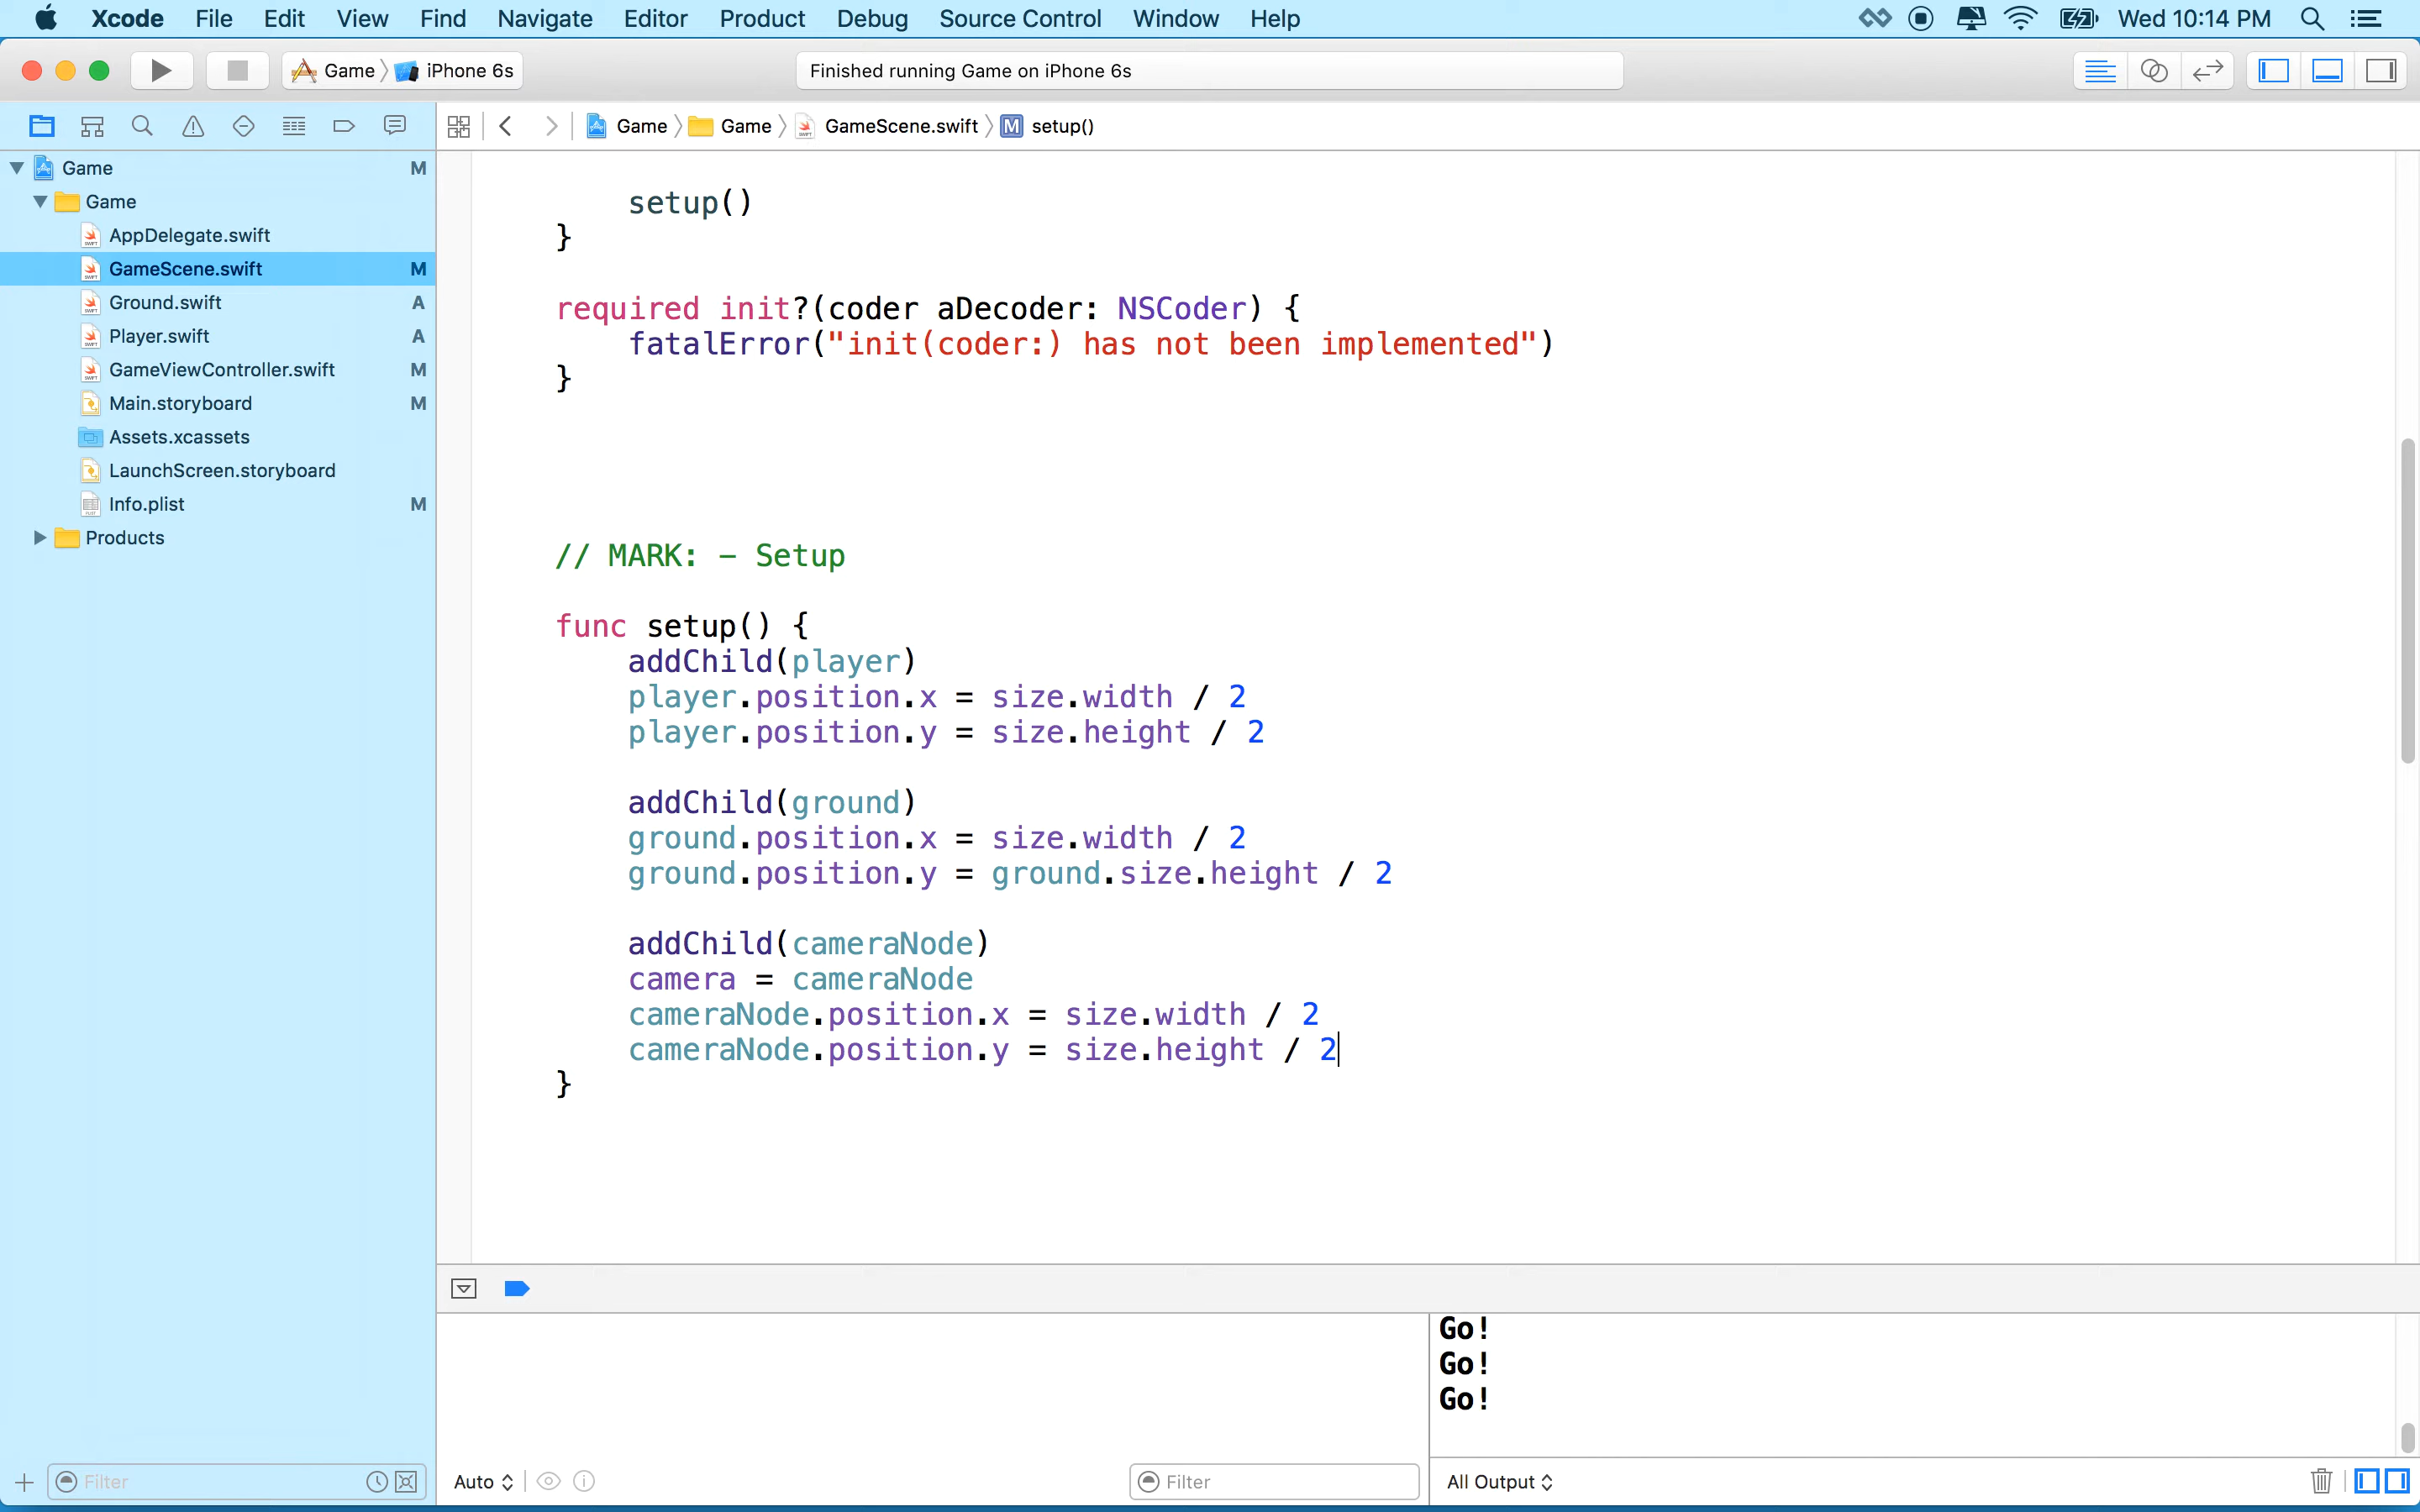 Xcode File Edit View Find Navigate Editor Product Debug Source Control Window Help Wed 10:14 PM
Game iPhone 6s Finished running Game on iPhone 6s
Game Game GameScene.swift M setup()
Game M
Game
AppDelegate.swift
GameScene.swift M
Ground.swift A
Player.swift A
GameViewController.swift M
Main.storyboard M
Assets.xcassets
LaunchScreen.storyboard
Info.plist M
Products
setup()
}
required init?(coder aDecoder: NSCoder) {
fatalError("init(coder:) has not been implemented")
}
// MARK: - Setup
func setup() {
addChild(player)
player.position.x = size.width / 2
player.position.y = size.height / 2
addChild(ground)
ground.position.x = size.width / 2
ground.position.y = ground.size.height / 2
addChild(cameraNode)
camera = cameraNode
cameraNode.position.x = size.width / 2
cameraNode.position.y = size.height / 2
}
Go!
Go!
Go!
Filter Auto Filter All Output